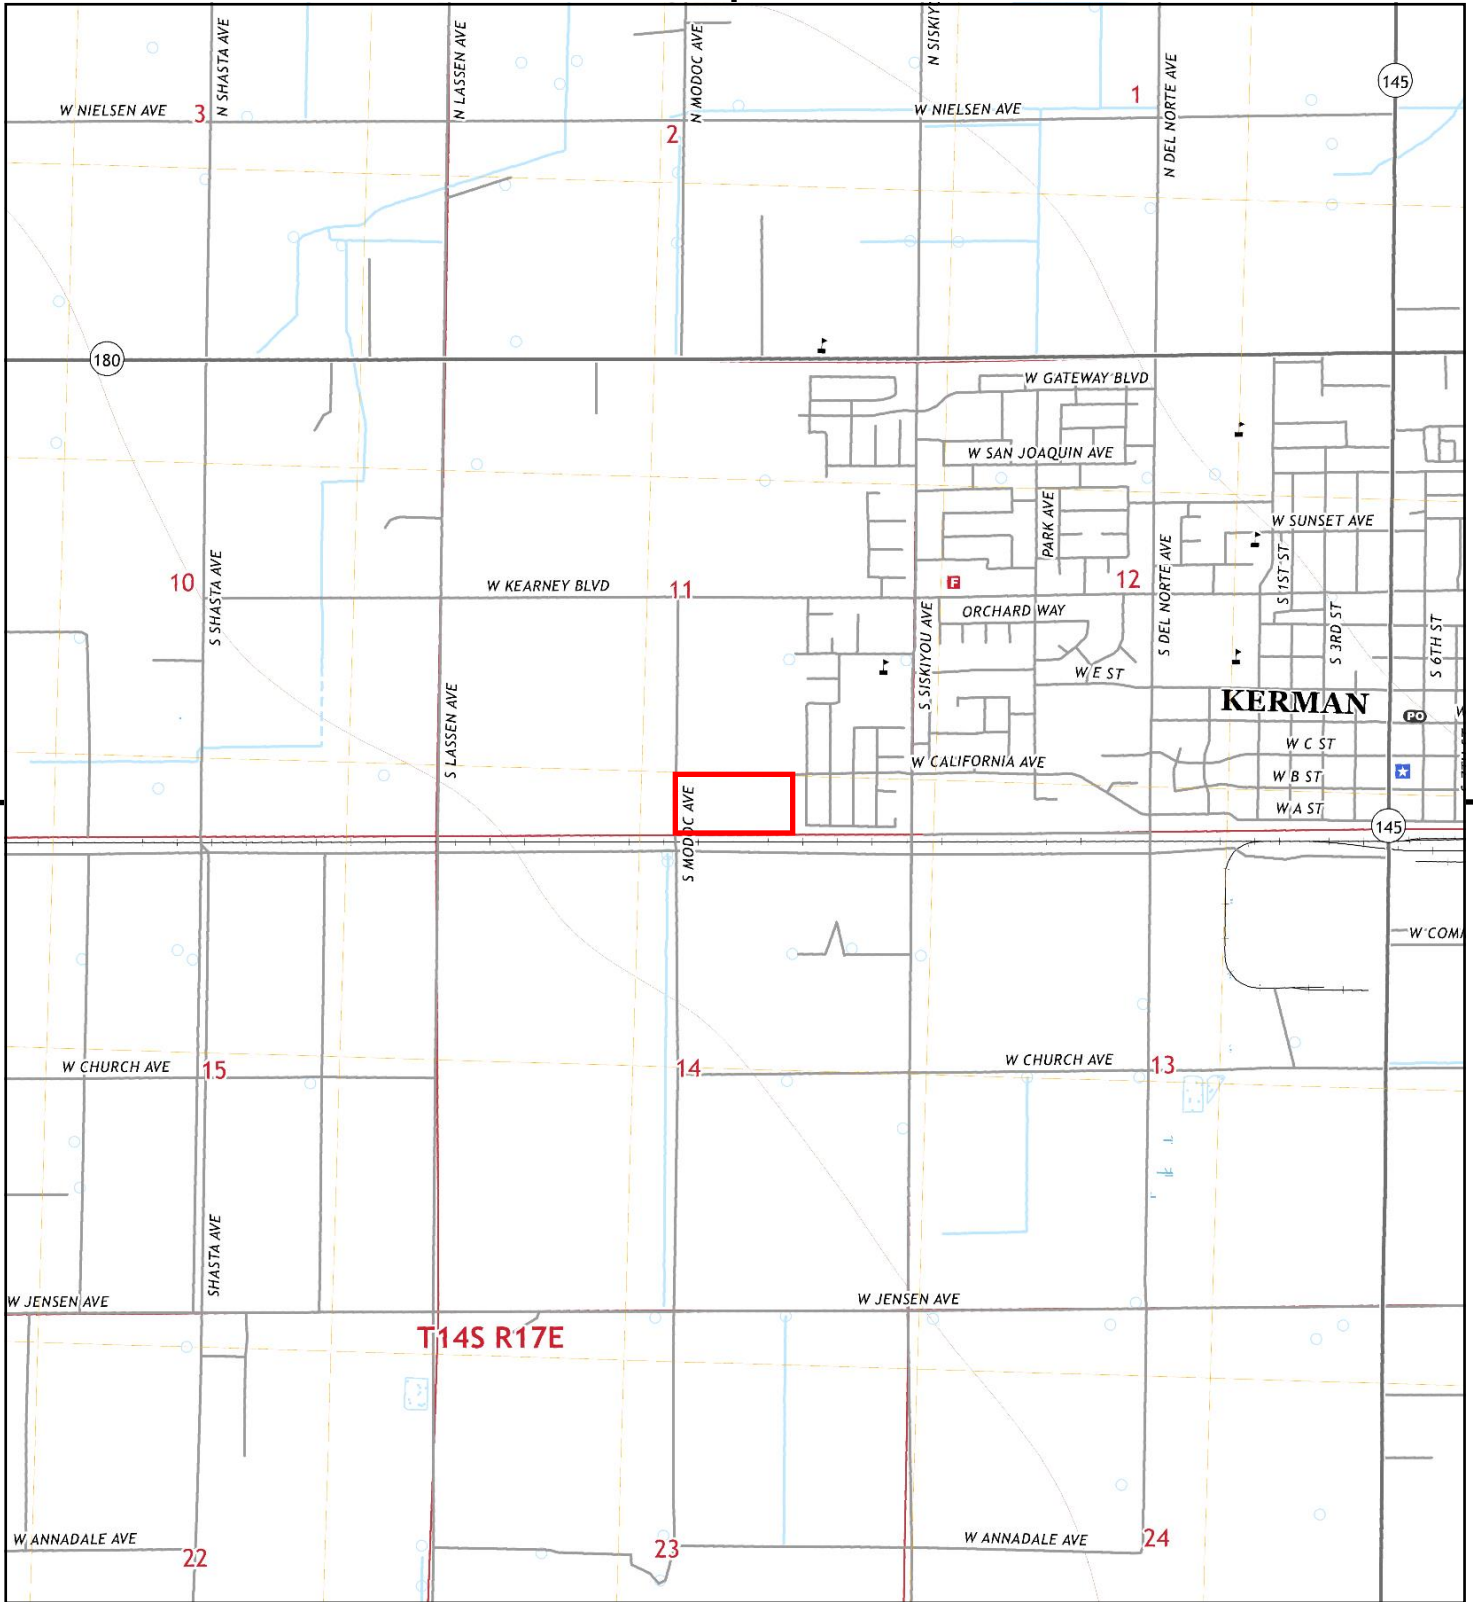 N SHASTA AVE
N LASSEN AVE
N MODOC AVE
N SISKIY
N DEL NORTE AVE
145
W NIELSEN AVE
3
2
W NIELSEN AVE
1
180
W GATEWAY BLVD
W SAN JOAQUIN AVE
PARK AVE
W SUNSET AVE
S SHASTA AVE
10
W KEARNEY BLVD
11
F
12
S DEL NORTE AVE
S 1ST ST
ORCHARD WAY
S 3RD ST
S 6TH ST
S SISKIYOU AVE
W E ST
S LASSEN AVE
KERMAN
PO
W
W C ST
W CALIFORNIA AVE
W B ST
W A ST
S MODOC AVE
145
W COM
W CHURCH AVE
15
14
W CHURCH AVE
13
SHASTA AVE
W JENSEN AVE
W JENSEN AVE
T14S R17E
W ANNADALE AVE
22
23
W ANNADALE AVE
24